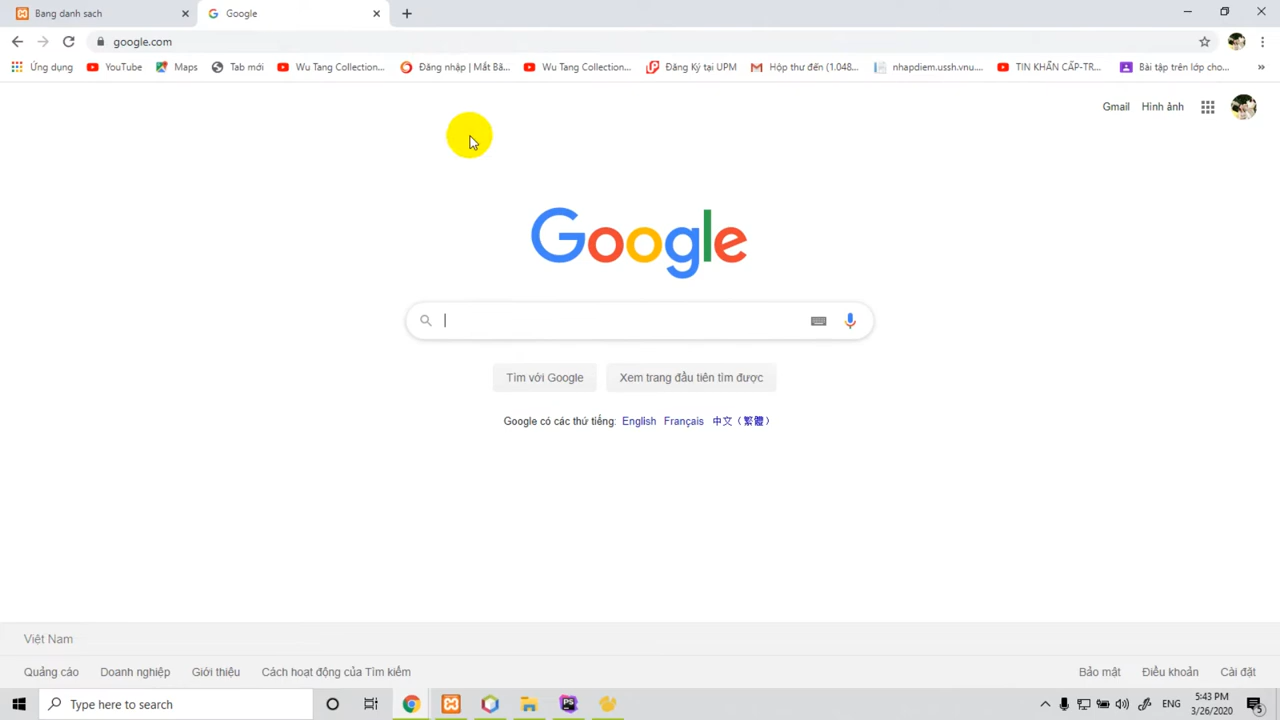 Bang danh sach
Google
google.com
Ứng dụng YouTube Maps Tab mới Wu Tang Collection... Đăng nhập | Mắt Bã... Wu Tang Collection... Đăng Ký tại UPM Hộp thư đến (1.048... nhapdiem.ussh.vnu.... TIN KHẨN CẤP-TR... Bài tập trên lớp cho... »
Gmail Hình ảnh
Google
Tìm với Google Xem trang đầu tiên tìm được
Google có các thứ tiếng: English Français 中文（繁體）
Việt Nam
Quảng cáo Doanh nghiệp Giới thiệu Cách hoạt động của Tìm kiếm Bảo mật Điều khoản Cài đặt
Type here to search
PS
ENG
5:43 PM
3/26/2020
5